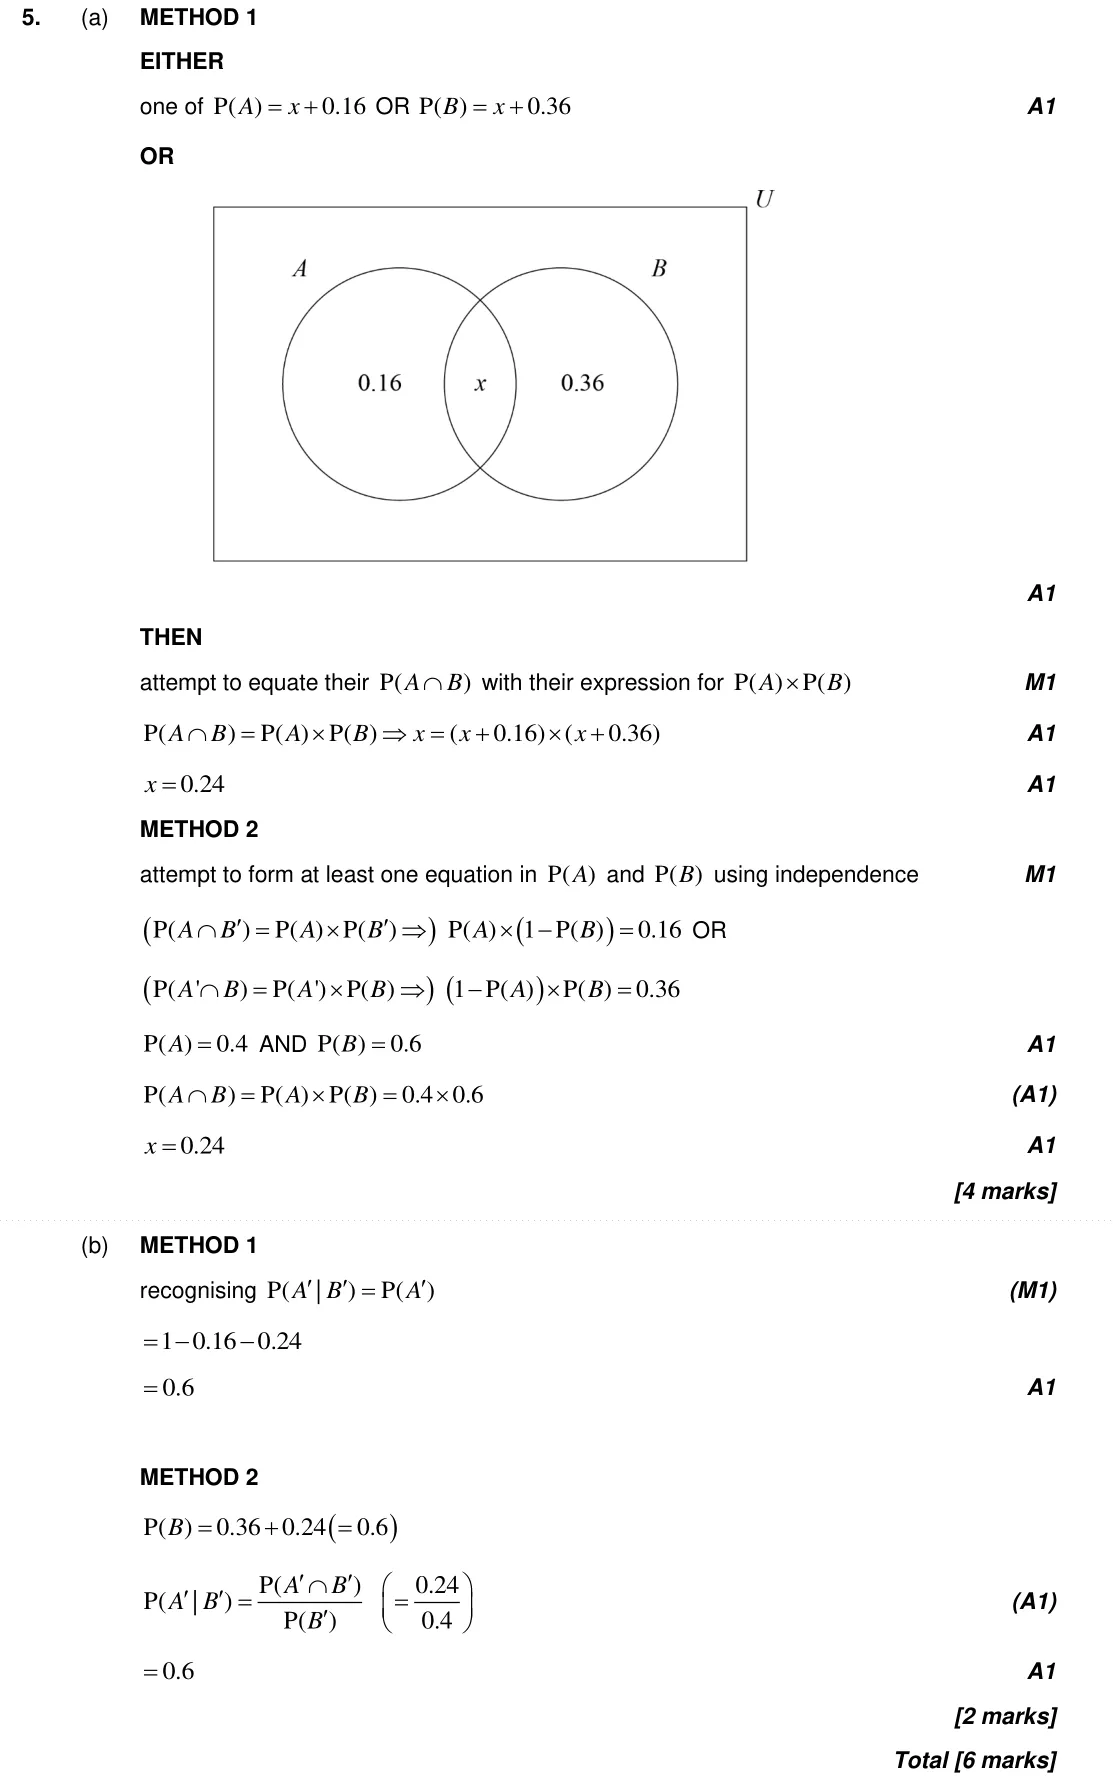 5. (a) METHOD 1
EITHER
one of P(A) = x + 0.16 OR P(B) = x + 0.36 A1
OR
U
A B
0.16 x 0.36
A1
THEN
attempt to equate their P(A ∩ B) with their expression for P(A) × P(B) M1
P(A ∩ B) = P(A) × P(B) ⇒ x = (x + 0.16) × (x + 0.36) A1
x = 0.24 A1
METHOD 2
attempt to form at least one equation in P(A) and P(B) using independence M1
(P(A ∩ B′) = P(A) × P(B′) ⇒) P(A) × (1 − P(B)) = 0.16 OR
(P(A' ∩ B) = P(A') × P(B) ⇒) (1 − P(A)) × P(B) = 0.36
P(A) = 0.4 AND P(B) = 0.6 A1
P(A ∩ B) = P(A) × P(B) = 0.4 × 0.6 (A1)
x = 0.24 A1
[4 marks]
(b) METHOD 1
recognising P(A′ | B′) = P(A′) (M1)
= 1 − 0.16 − 0.24
= 0.6 A1
METHOD 2
P(B) = 0.36 + 0.24 (= 0.6)
P(A′ | B′) = P(A′ ∩ B′) / P(B′) (= 0.24 / 0.4) (A1)
= 0.6 A1
[2 marks]
Total [6 marks]